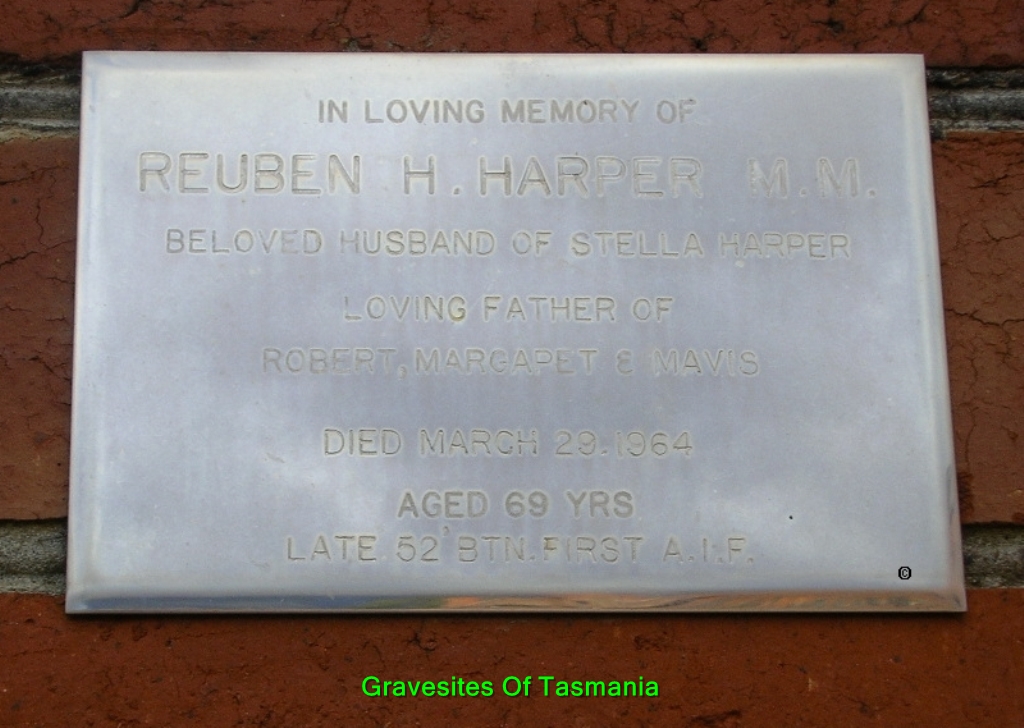 IN LOVING MEMORY OF
REUBEN H. HARPER M.M.
BELOVED HUSBAND OF STELLA HARPER
LOVING FATHER OF
ROBERT, MARGARET & MAVIS
DIED MARCH 29.1964
AGED 69 YRS
LATE 52' BTN. FIRST A.I.F.
©
Gravesites Of Tasmania